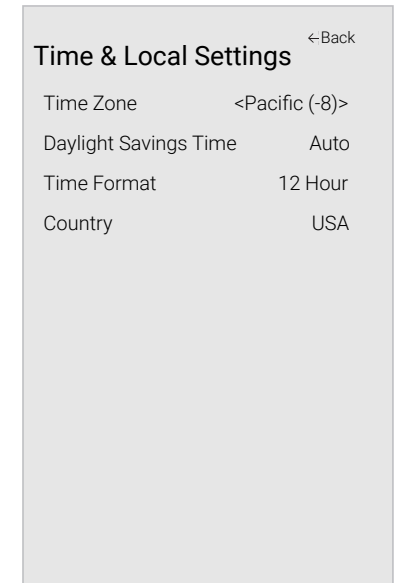 ←Back
Time & Local Settings
Time Zone <Pacific (-8)>
Daylight Savings Time Auto
Time Format 12 Hour
Country USA